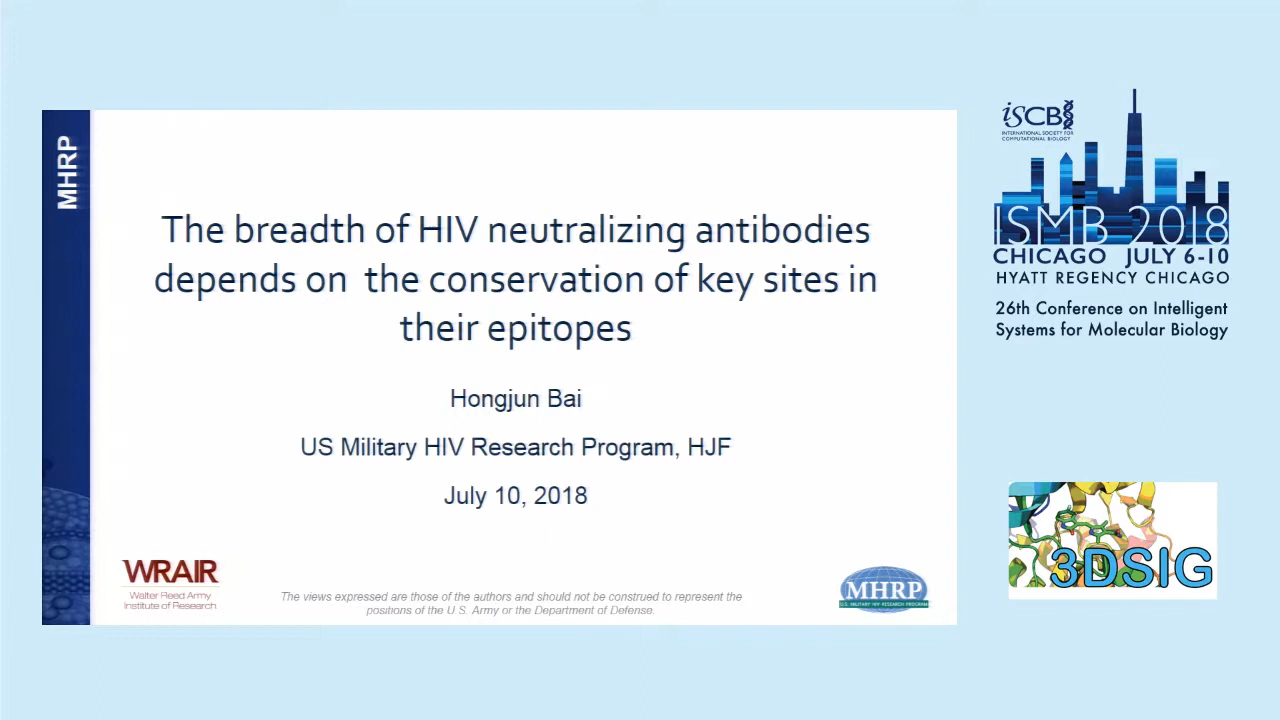 MHRP
The breadth of HIV neutralizing antibodies
depends on the conservation of key sites in
their epitopes
Hongjun Bai
US Military HIV Research Program, HJF
July 10, 2018
WRAIR
Walter Reed Army
Institute of Research
The views expressed are those of the authors and should not be construed to represent the
positions of the U.S. Army or the Department of Defense.
MHRP
U.S. MILITARY HIV RESEARCH PROGRAM
iSCB
INTERNATIONAL SOCIETY FOR
COMPUTATIONAL BIOLOGY
ISMB 2018
CHICAGO JULY 6-10
HYATT REGENCY CHICAGO
26th Conference on Intelligent
Systems for Molecular Biology
3DSIG